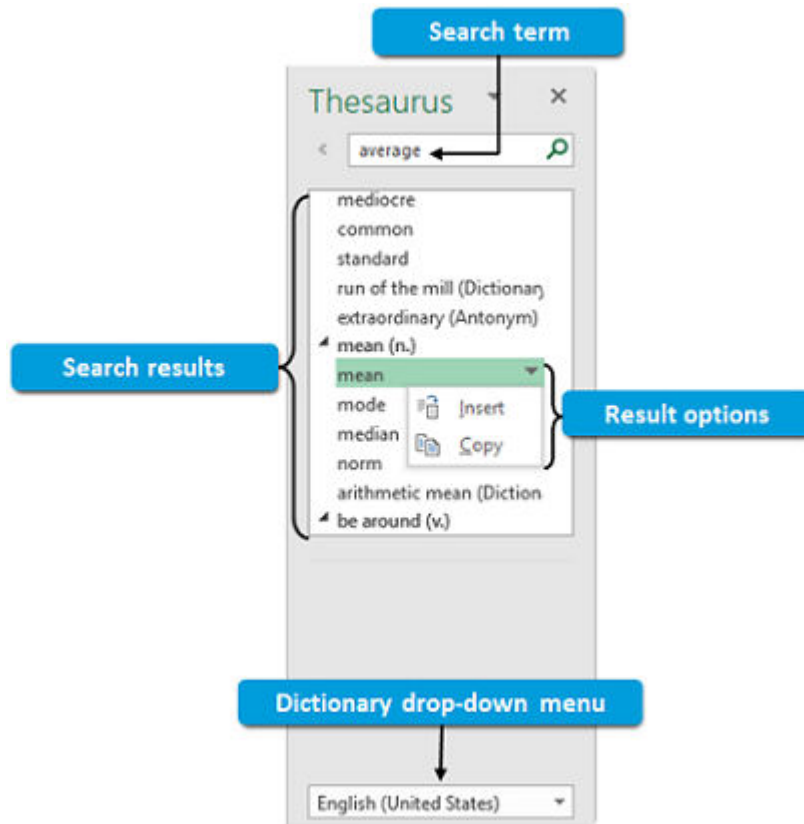 Search term
Thesaurus
average
mediocre
common
standard
run of the mill (Dictionary
extraordinary (Antonym)
mean (n.)
Search results
mean
mode
Insert
Result options
median
Copy
norm
arithmetic mean (Diction
be around (v.)
Dictionary drop-down menu
English (United States)